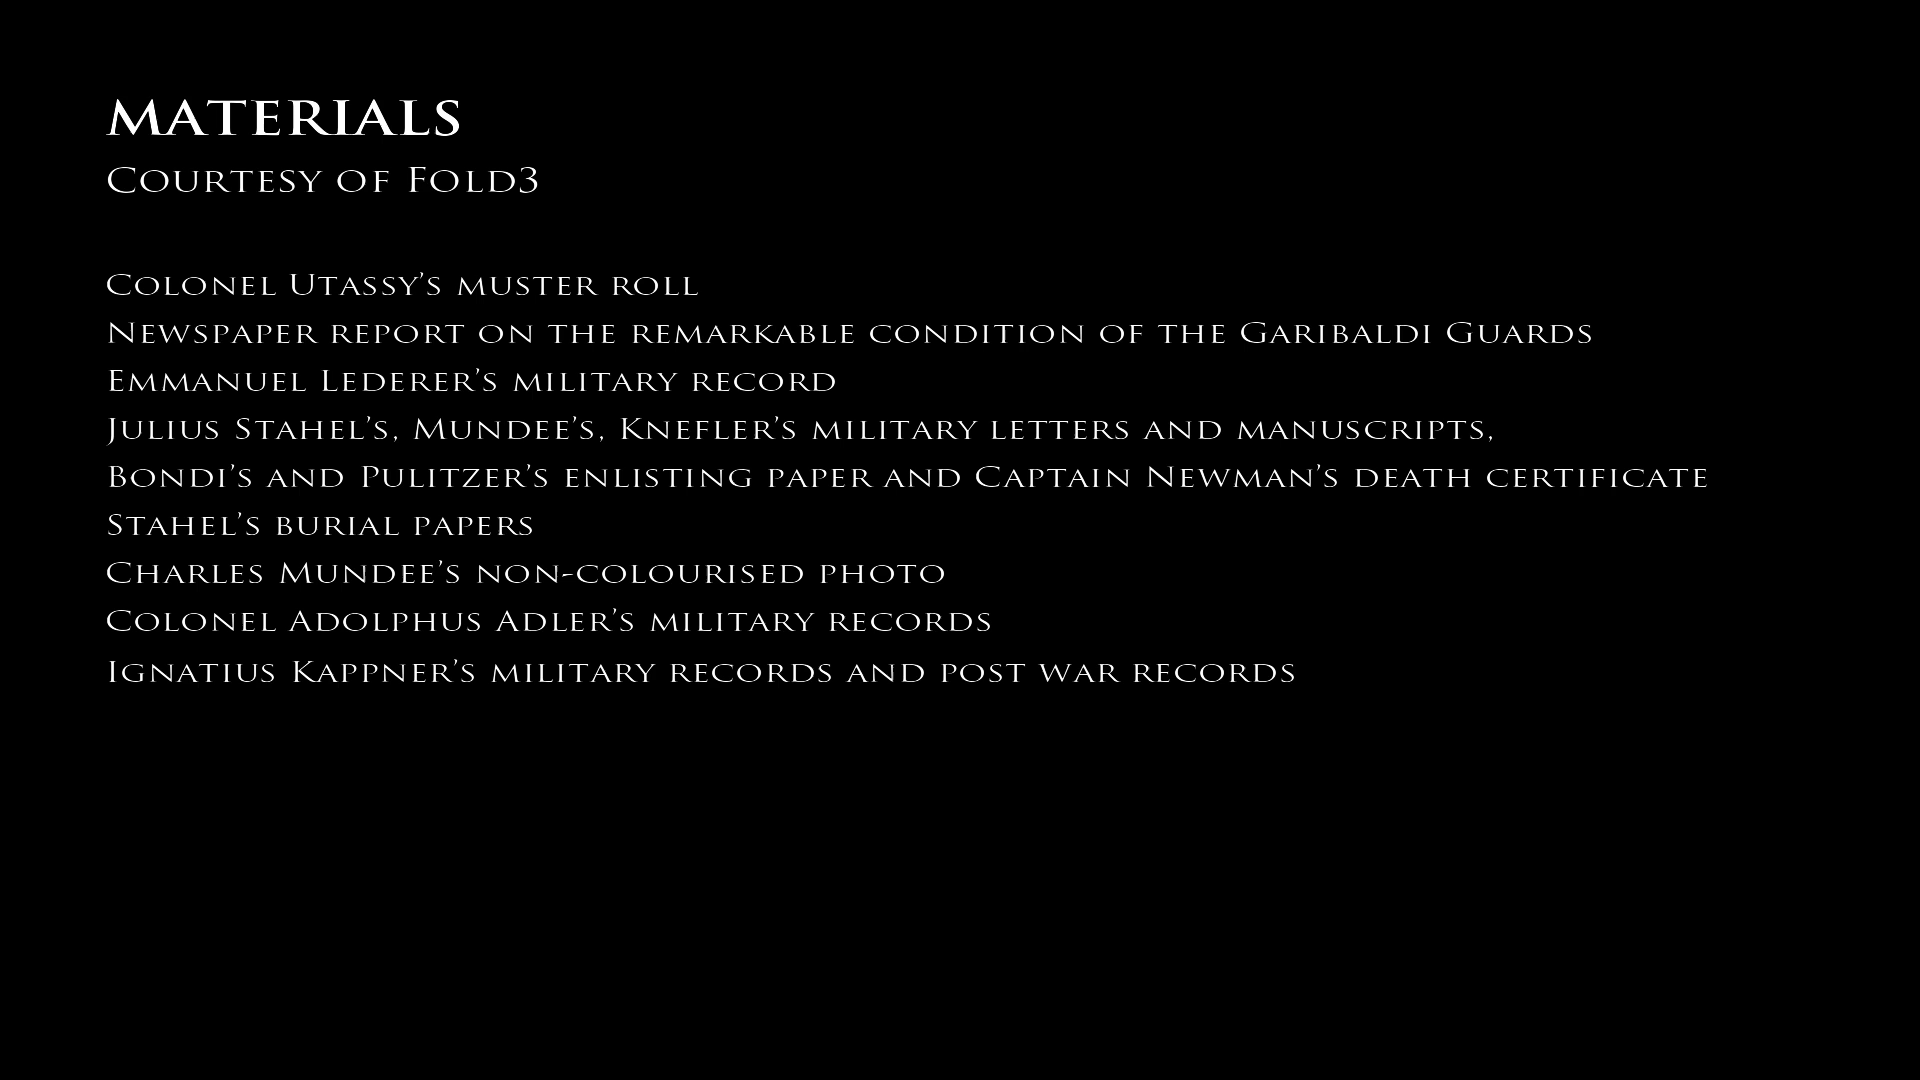 MATERIALS
Courtesy of Fold3
Colonel Utassy’s muster roll
Newspaper report on the remarkable condition of the Garibaldi Guards
Emmanuel Lederer’s military record
Julius Stahel’s, Mundee’s, Knefler’s military letters and manuscripts,
Bondi’s and Pulitzer’s enlisting paper and Captain Newman’s death certificate
Stahel’s burial papers
Charles Mundee’s non-colourised photo
Colonel Adolphus Adler’s military records
Ignatius Kappner’s military records and post war records